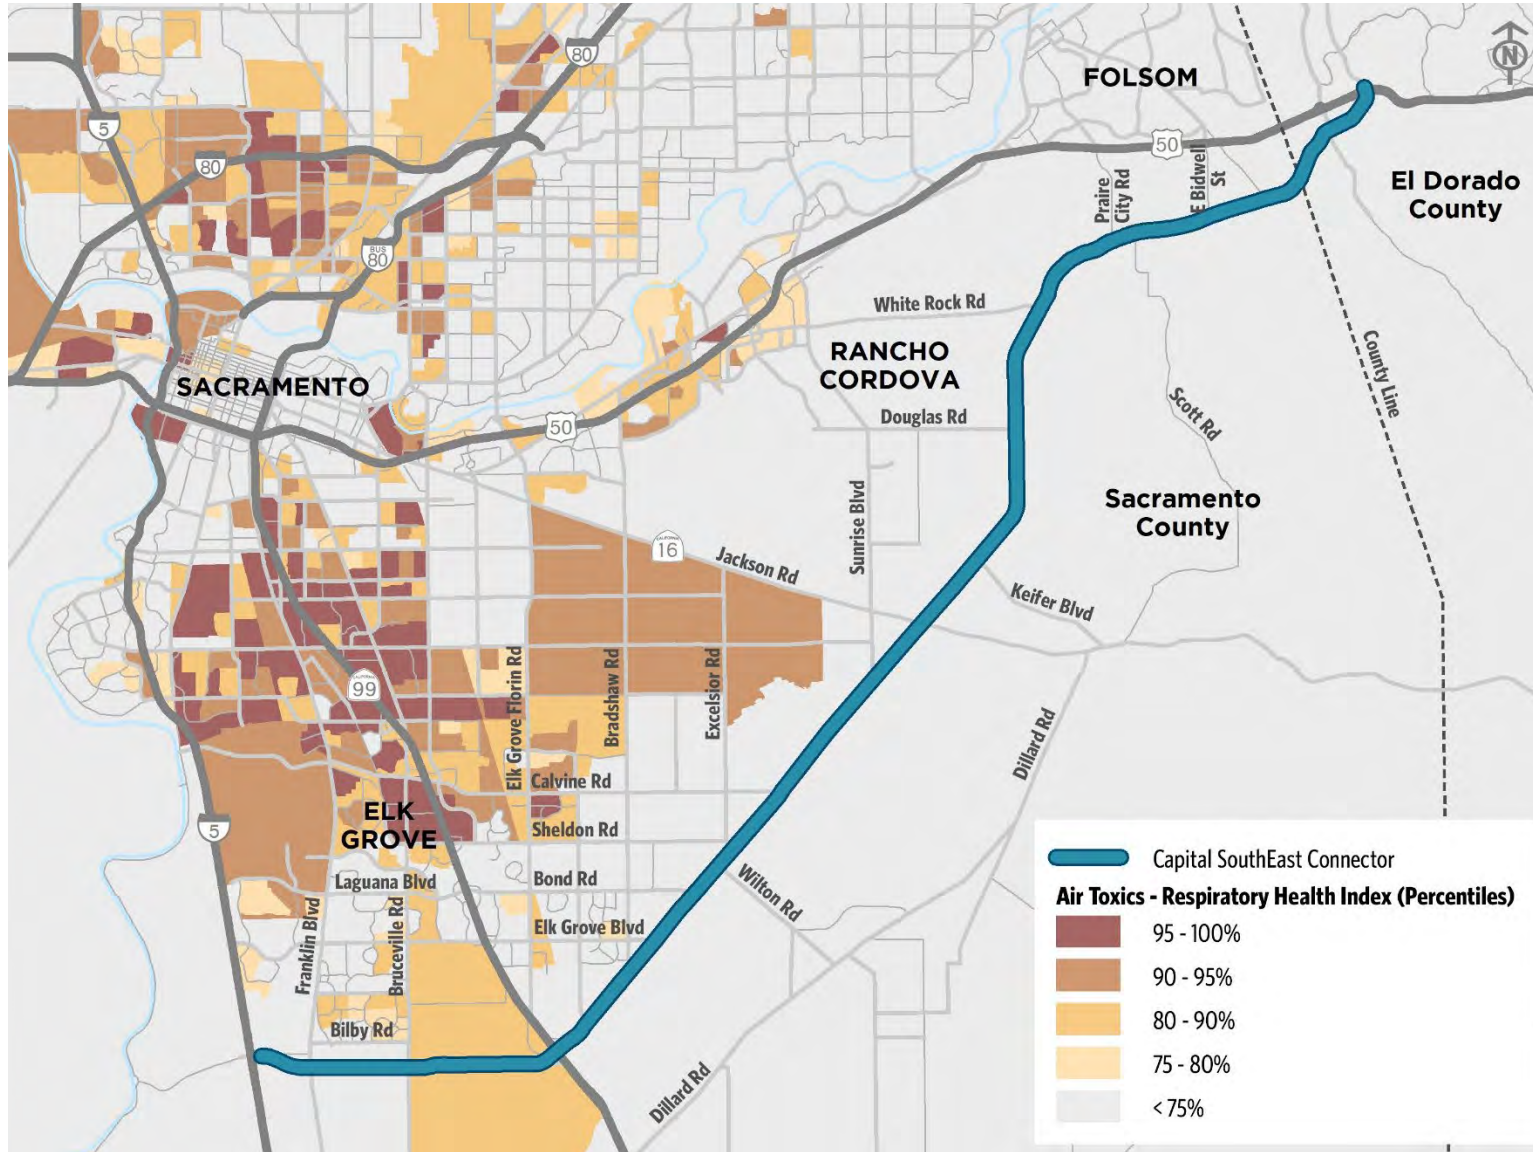 80
FOLSOM
N
5
80
50
Prairie
City Rd
E Bidwell
St
El Dorado
County
BUS
80
White Rock Rd
RANCHO
CORDOVA
County Line
SACRAMENTO
Douglas Rd
Scott Rd
50
Sacramento
County
Sunrise Blvd
CALIFORNIA
16
Jackson Rd
Keifer Blvd
CALIFORNIA
99
Elk Grove Florin Rd
Bradshaw Rd
Excelsior Rd
Dillard Rd
Calvine Rd
ELK
GROVE
5
Sheldon Rd
Laguana Blvd
Bond Rd
Wilton Rd
Franklin Blvd
Bruceville Rd
Elk Grove Blvd
Bilby Rd
Dillard Rd
Capital SouthEast Connector
Air Toxics - Respiratory Health Index (Percentiles)
95 - 100%
90 - 95%
80 - 90%
75 - 80%
< 75%